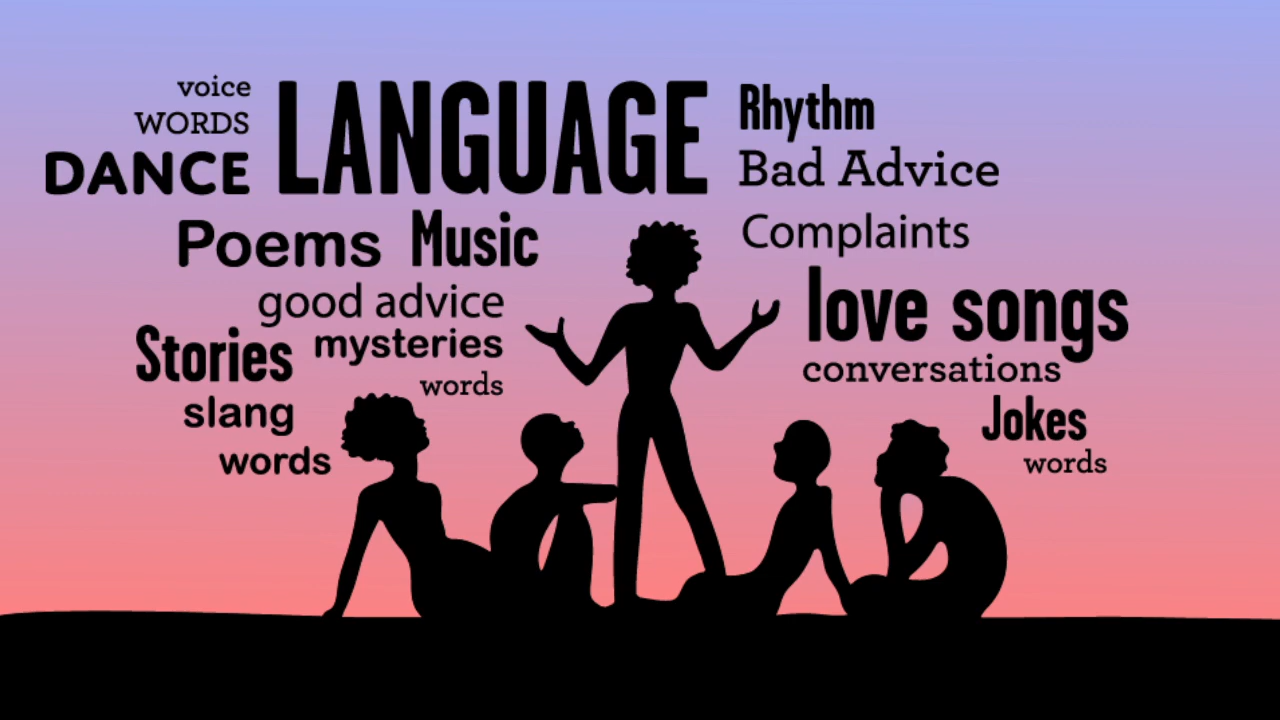 voice
WORDS
DANCE
LANGUAGE
Rhythm
Bad Advice
Poems
Music
Complaints
good advice
love songs
Stories
mysteries
conversations
words
slang
Jokes
words
words